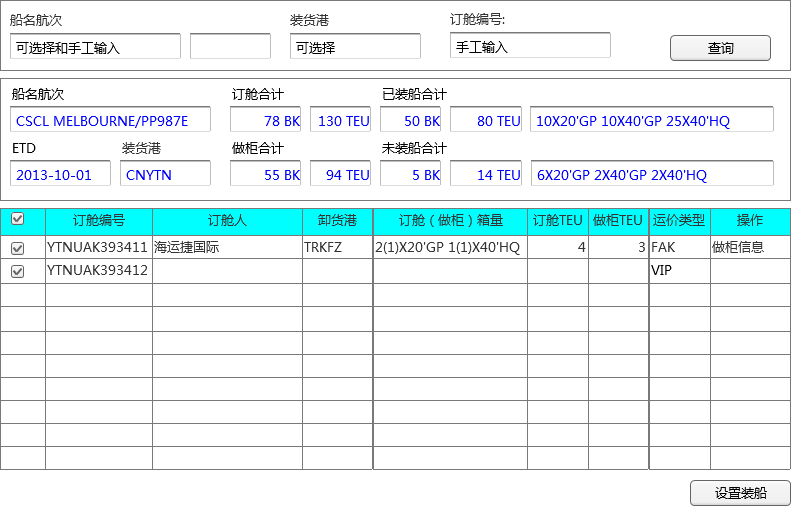 船名航次 装货港 订舱编号:
可选择和手工输入 可选择 手工输入 查询
船名航次 订舱合计 已装船合计
CSCL MELBOURNE/PP987E 78 BK 130 TEU 50 BK 80 TEU 10X20'GP 10X40'GP 25X40'HQ
ETD 装货港 做柜合计 未装船合计
2013-10-01 CNYTN 55 BK 94 TEU 5 BK 14 TEU 6X20'GP 2X40'GP 2X40'HQ
订舱编号 订舱人 卸货港 订舱（做柜）箱量 订舱TEU 做柜TEU 运价类型 操作
YTNUAK393411 海运捷国际 TRKFZ 2(1)X20'GP 1(1)X40'HQ 4 3 FAK 做柜信息
YTNUAK393412 VIP
设置装船